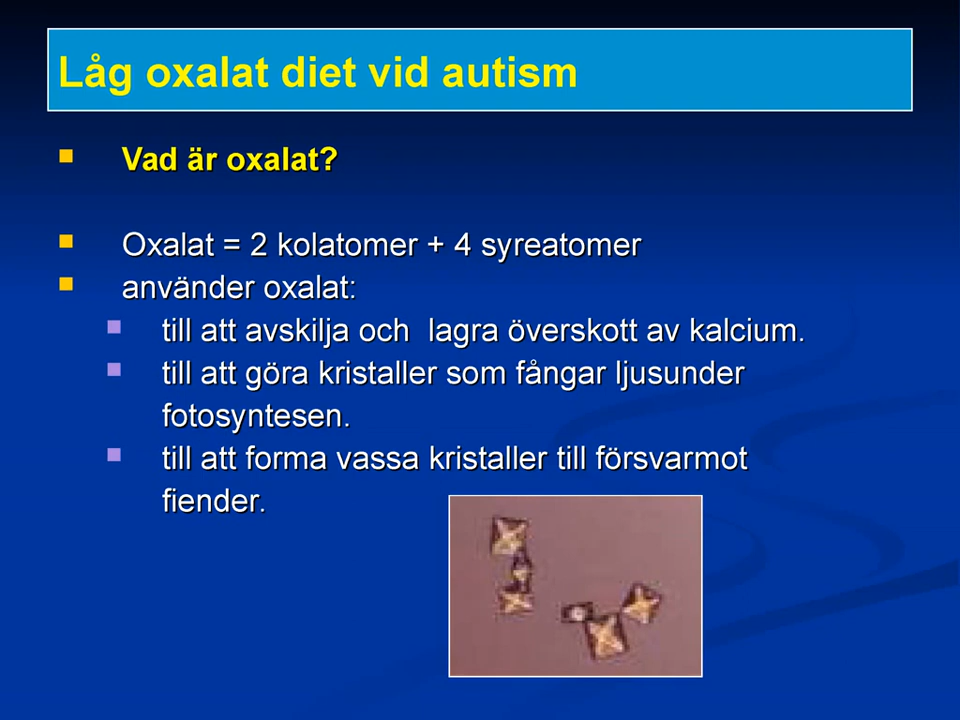 Låg oxalat diet vid autism
Vad är oxalat?
Oxalat = 2 kolatomer + 4 syreatomer
använder oxalat:
till att avskilja och lagra överskott av kalcium.
till att göra kristaller som fångar ljusunder
fotosyntesen.
till att forma vassa kristaller till försvarmot
fiender.